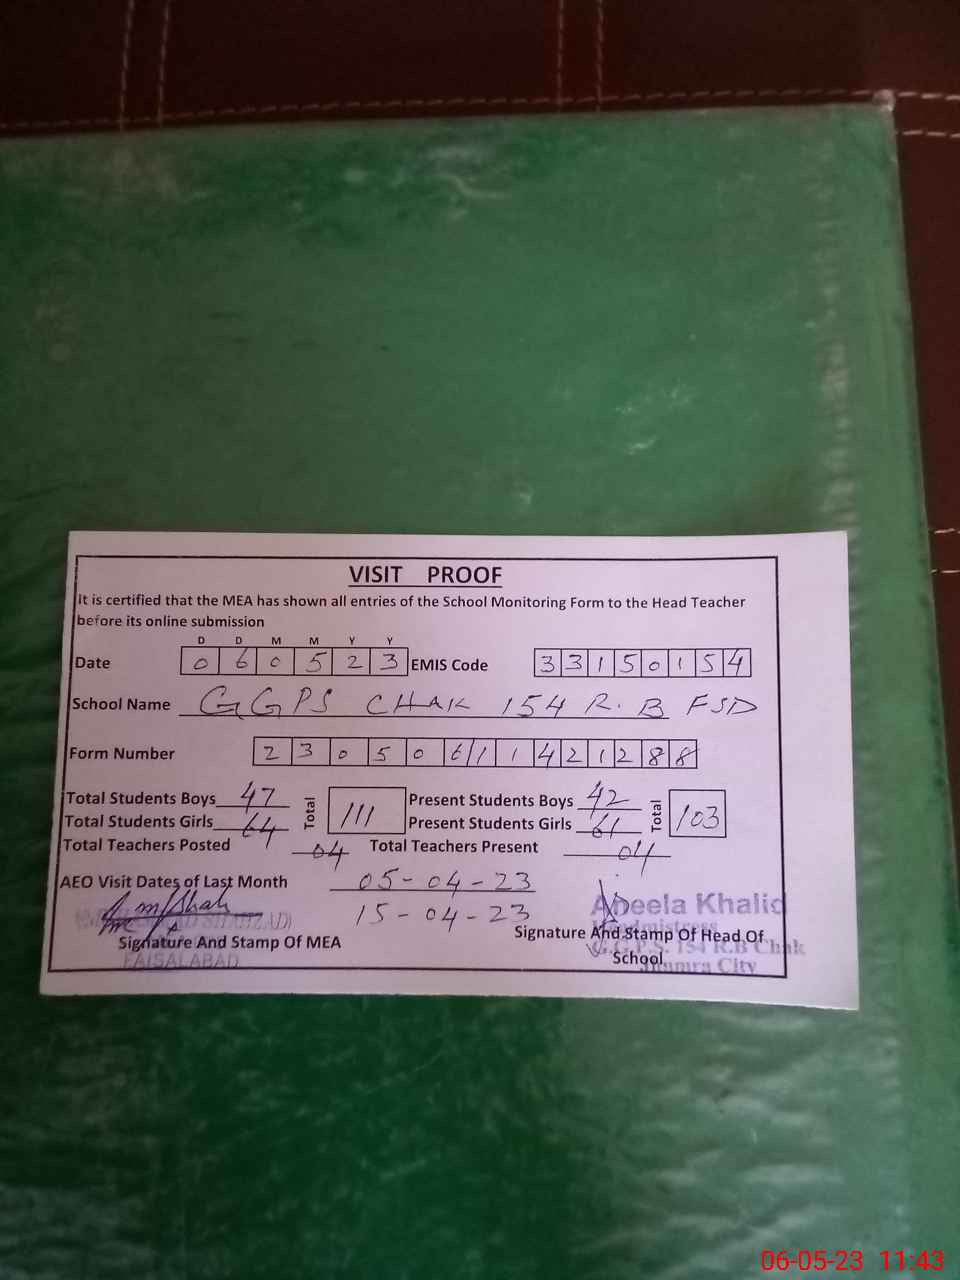 VISIT PROOF
It is certified that the MEA has shown all entries of the School Monitoring Form to the Head Teacher
before its online submission
D D M M Y Y
Date 0 6 0 5 2 3 EMIS Code 3 3 1 5 0 1 5 4
School Name GGPS CHAK 154 R.B FSD
Form Number 2 3 0 5 0 6 1 1 4 2 1 2 8 8
Total Students Boys 47 Total 111 Present Students Boys 42 Total 103
Total Students Girls 64 Present Students Girls 61
Total Teachers Posted 04 Total Teachers Present 04
AEO Visit Dates of Last Month 05-04-23
15-04-23
Abeela Khalid
Signature And Stamp Of MEA
FAISALABAD
Signature And Stamp Of Head Of
School
G.G.P.S. 154 R.B Chak
City
06-05-23 11:43